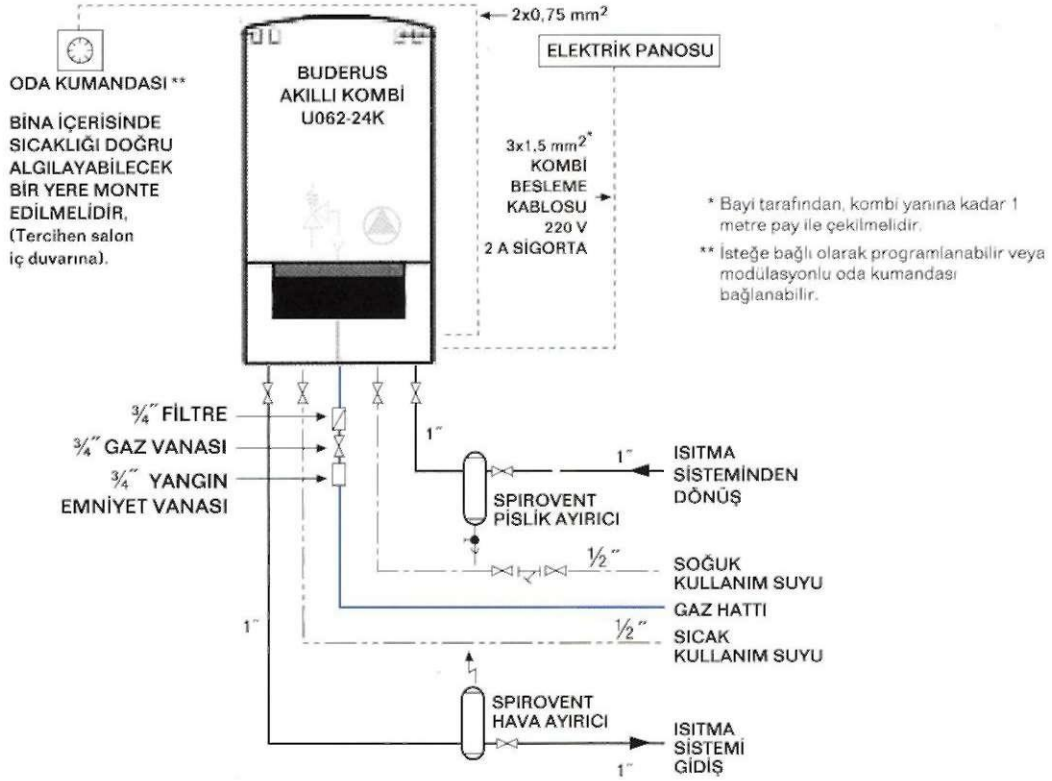 2x0,75 mm²
ELEKTRİK PANOSU
ODA KUMANDASI **
BİNA İÇERİSİNDE
SICAKLIĞI DOĞRU
ALGILAYABİLECEK
BİR YERE MONTE
EDİLMELİDİR,
(Tercihen salon
iç duvarına).
BUDERUS
AKILLI KOMBİ
U062-24K
3x1,5 mm²*
KOMBİ
BESLEME
KABLOSU
220 V
2 A SİGORTA
* Bayi tarafından, kombi yanına kadar 1
metre pay ile çekilmelidir.
** İsteğe bağlı olarak programlanabilir veya
modülasyonlu oda kumandası
bağlanabilir.
¾˝ FİLTRE
¾˝ GAZ VANASI
¾˝ YANGIN
EMNİYET VANASI
1˝
1˝
ISITMA
SİSTEMİNDEN
DÖNÜŞ
SPIROVENT
PİSLİK AYIRICI
½˝
SOĞUK
KULLANIM SUYU
GAZ HATTI
1˝
½˝
SICAK
KULLANIM SUYU
SPIROVENT
HAVA AYIRICI
1˝
ISITMA
SİSTEMİ
GİDİŞ